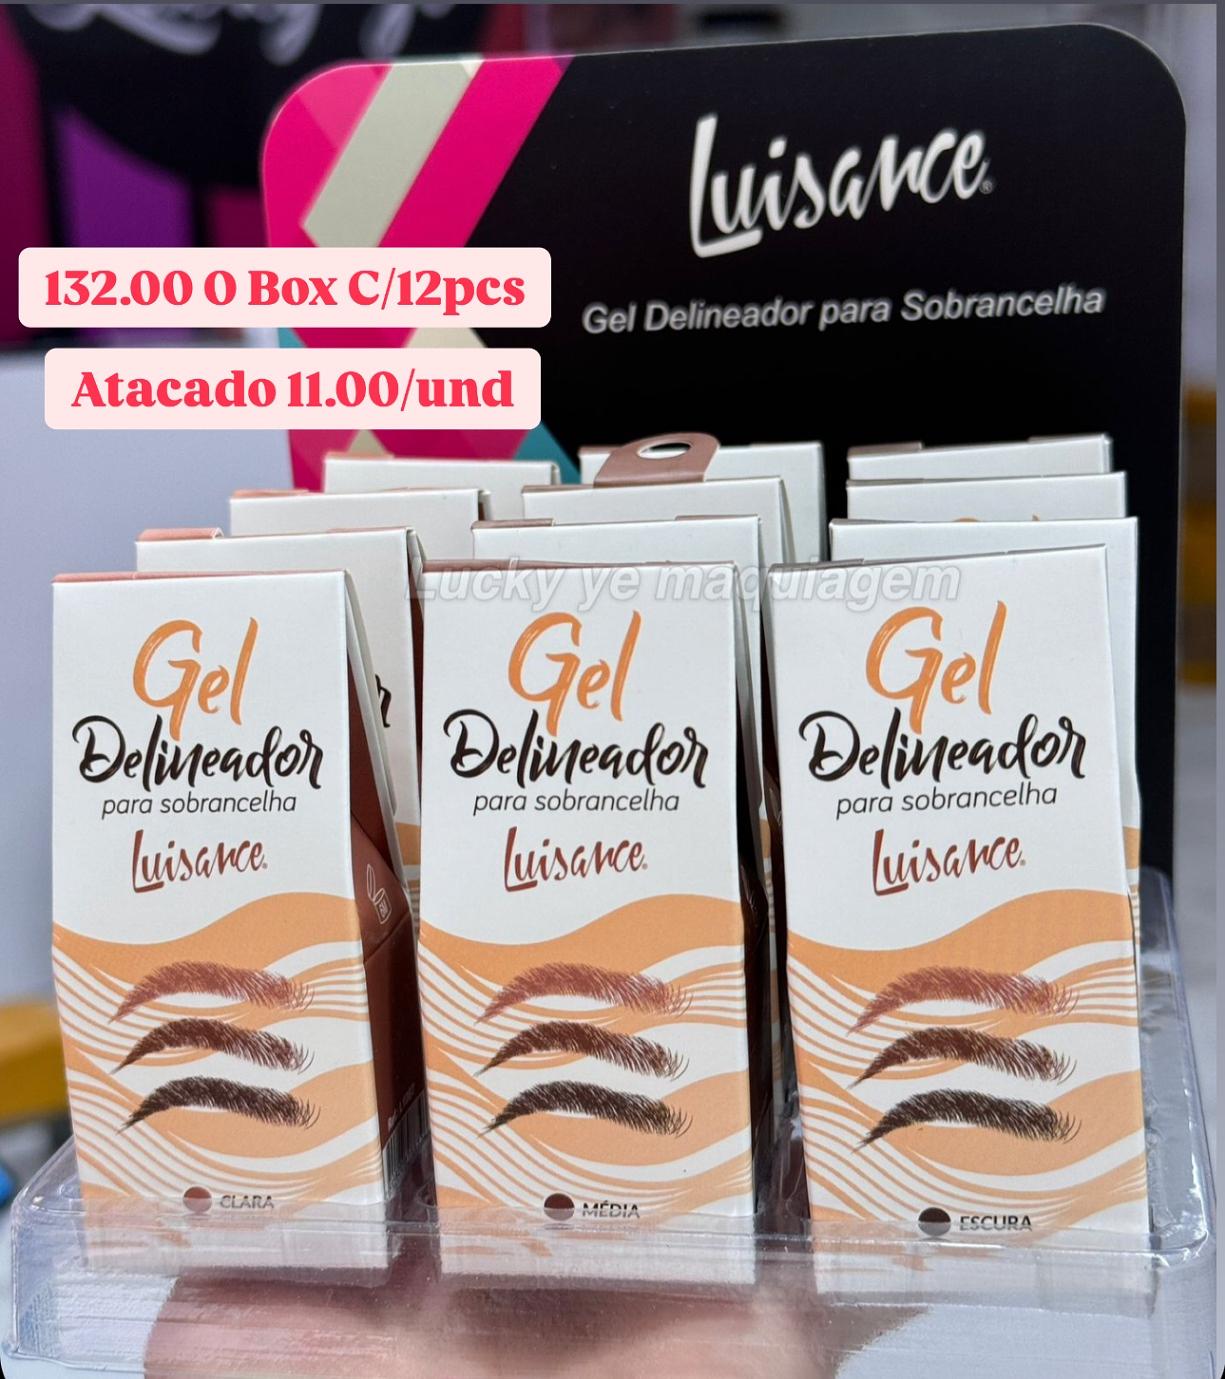 Luisance
132.00 O Box C/12pcs
Gel Delineador para Sobrancelha
Atacado 11.00/und
Lucky ye maquiagem
Gel
Delineador
para sobrancelha
Luisance
CLARA
Gel
Delineador
para sobrancelha
Luisance
MÉDIA
Gel
Delineador
para sobrancelha
Luisance
ESCURA